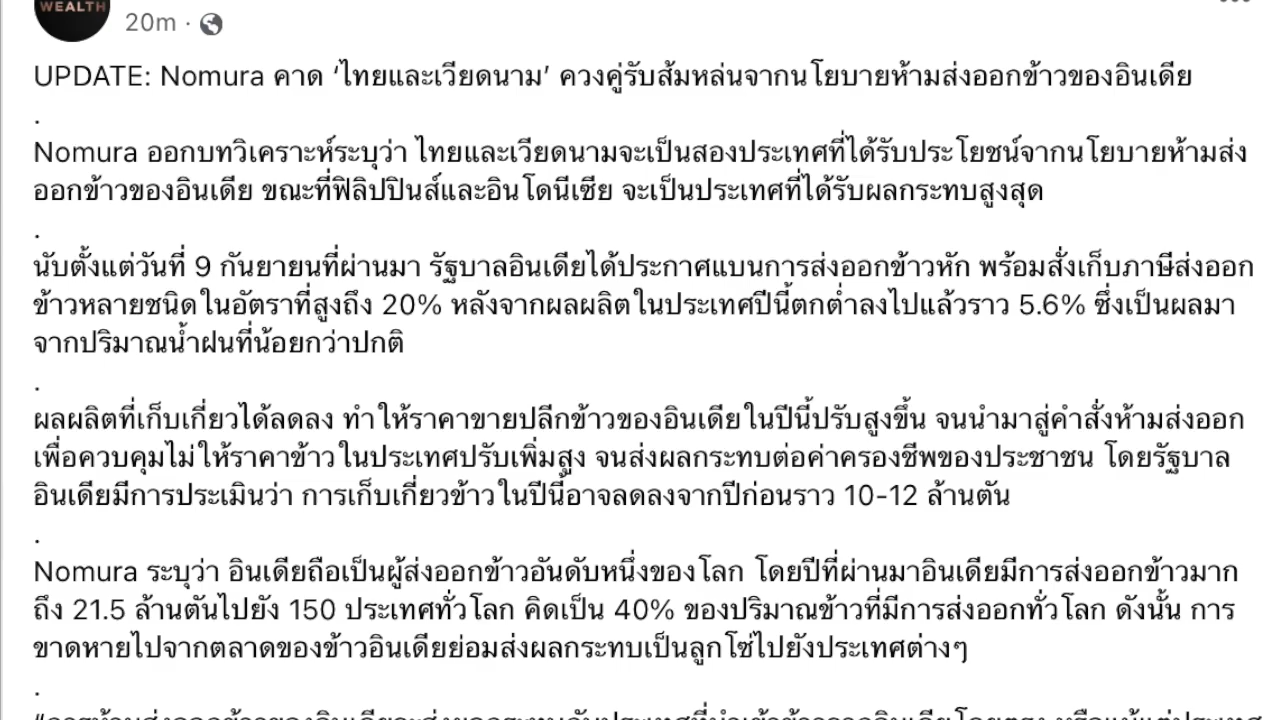 WEALTH
20m ·
UPDATE: Nomura คาด ‘ไทยและเวียดนาม’ ควงคู่รับส้มหล่นจากนโยบายห้ามส่งออกข้าวของอินเดีย
.
Nomura ออกบทวิเคราะห์ระบุว่า ไทยและเวียดนามจะเป็นสองประเทศที่ได้รับประโยชน์จากนโยบายห้ามส่ง
ออกข้าวของอินเดีย ขณะที่ฟิลิปปินส์และอินโดนีเซีย จะเป็นประเทศที่ได้รับผลกระทบสูงสุด
.
นับตั้งแต่วันที่ 9 กันยายนที่ผ่านมา รัฐบาลอินเดียได้ประกาศแบนการส่งออกข้าวหัก พร้อมสั่งเก็บภาษีส่งออก
ข้าวหลายชนิดในอัตราที่สูงถึง 20% หลังจากผลผลิตในประเทศปีนี้ตกต่ำลงไปแล้วราว 5.6% ซึ่งเป็นผลมา
จากปริมาณน้ำฝนที่น้อยกว่าปกติ
.
ผลผลิตที่เก็บเกี่ยวได้ลดลง ทำให้ราคาขายปลีกข้าวของอินเดียในปีนี้ปรับสูงขึ้น จนนำมาสู่คำสั่งห้ามส่งออก
เพื่อควบคุมไม่ให้ราคาข้าวในประเทศปรับเพิ่มสูง จนส่งผลกระทบต่อค่าครองชีพของประชาชน โดยรัฐบาล
อินเดียมีการประเมินว่า การเก็บเกี่ยวข้าวในปีนี้อาจลดลงจากปีก่อนราว 10-12 ล้านตัน
.
Nomura ระบุว่า อินเดียถือเป็นผู้ส่งออกข้าวอันดับหนึ่งของโลก โดยปีที่ผ่านมาอินเดียมีการส่งออกข้าวมาก
ถึง 21.5 ล้านตันไปยัง 150 ประเทศทั่วโลก คิดเป็น 40% ของปริมาณข้าวที่มีการส่งออกทั่วโลก ดังนั้น การ
ขาดหายไปจากตลาดของข้าวอินเดียย่อมส่งผลกระทบเป็นลูกโซ่ไปยังประเทศต่างๆ
.